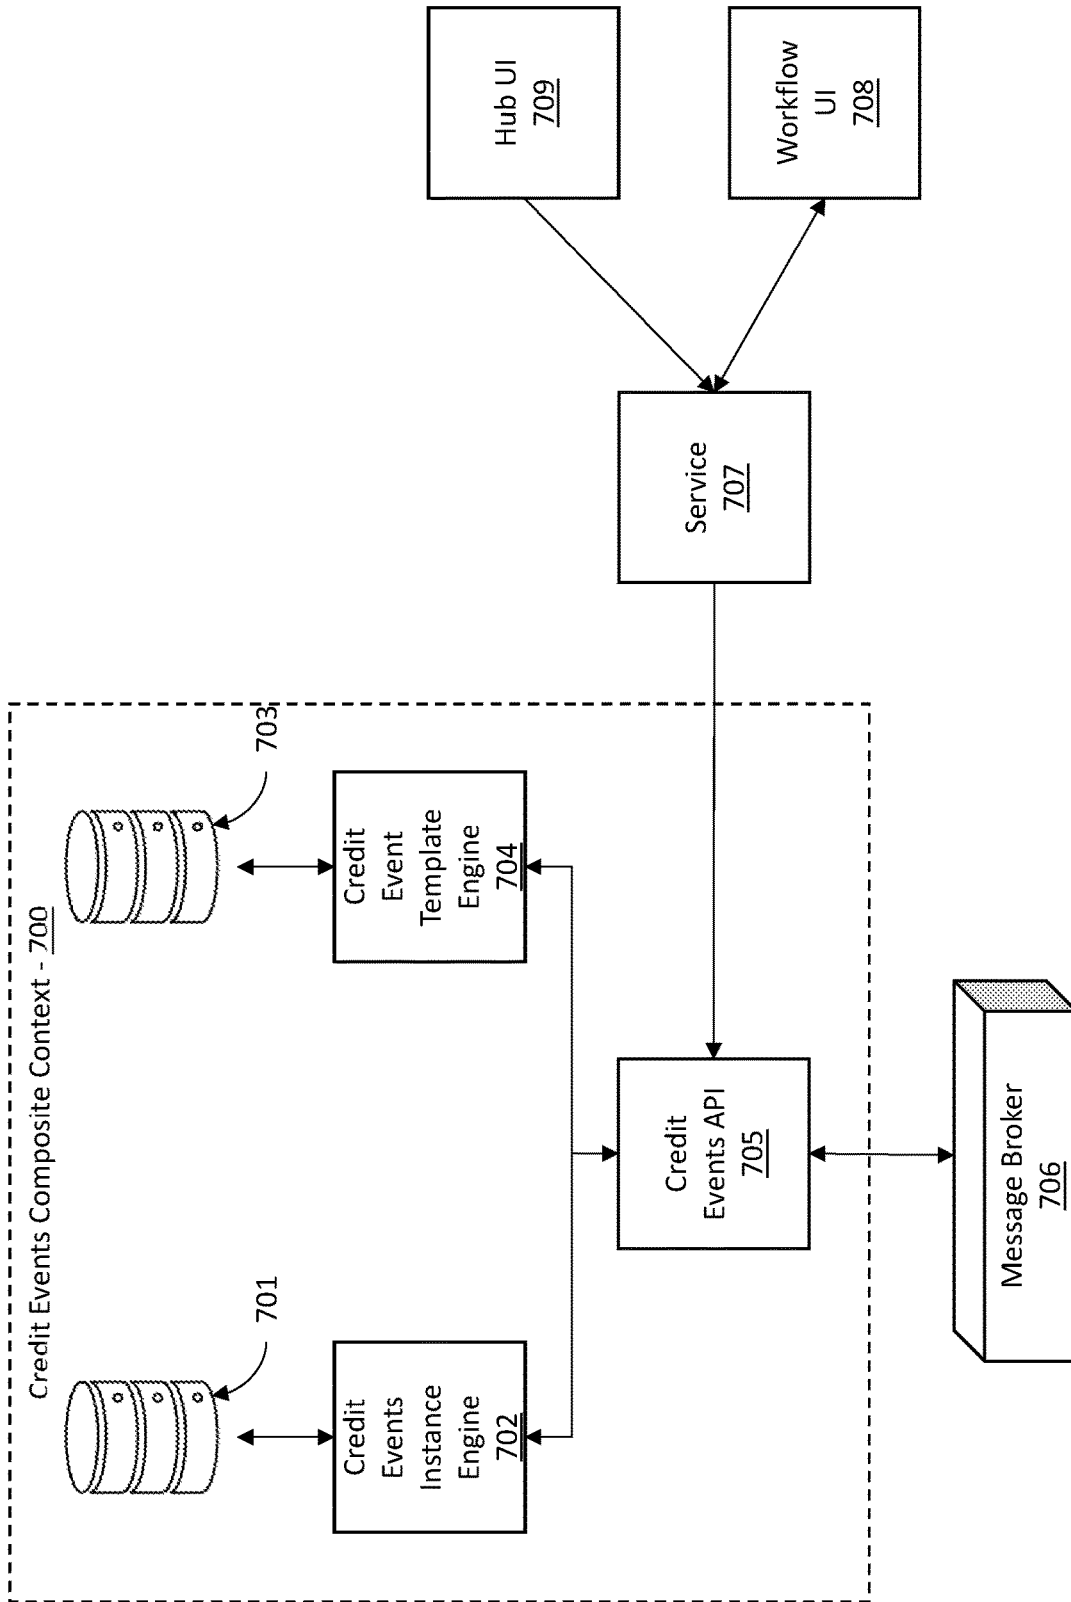 Credit Events Composite Context - 700
701
703
Credit
Events
Instance
Engine
702
Credit
Event
Template
Engine
704
Credit
Events API
705
Message Broker
706
Service
707
Hub UI
709
Workflow
UI
708